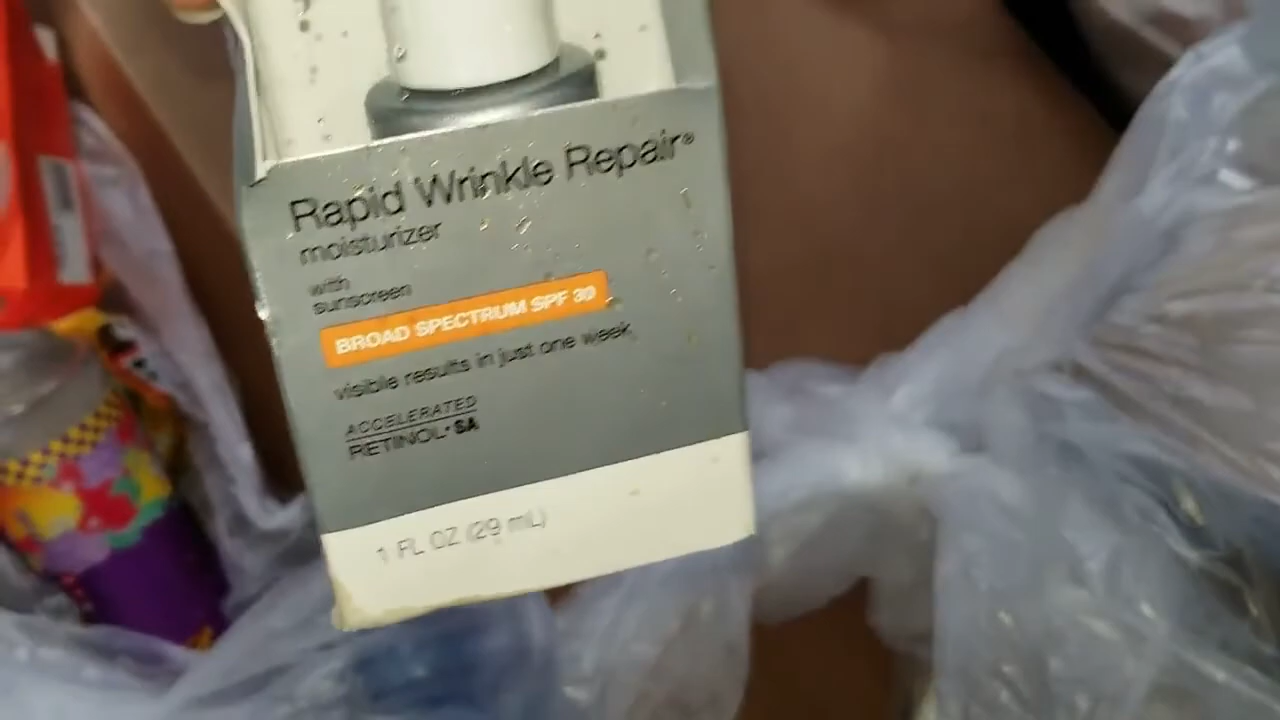 Rapid Wrinkle Repair®
moisturizer
with
sunscreen
BROAD SPECTRUM SPF 30
visible results in just one week
ACCELERATED
RETINOL•SA
1 FL OZ (29 mL)